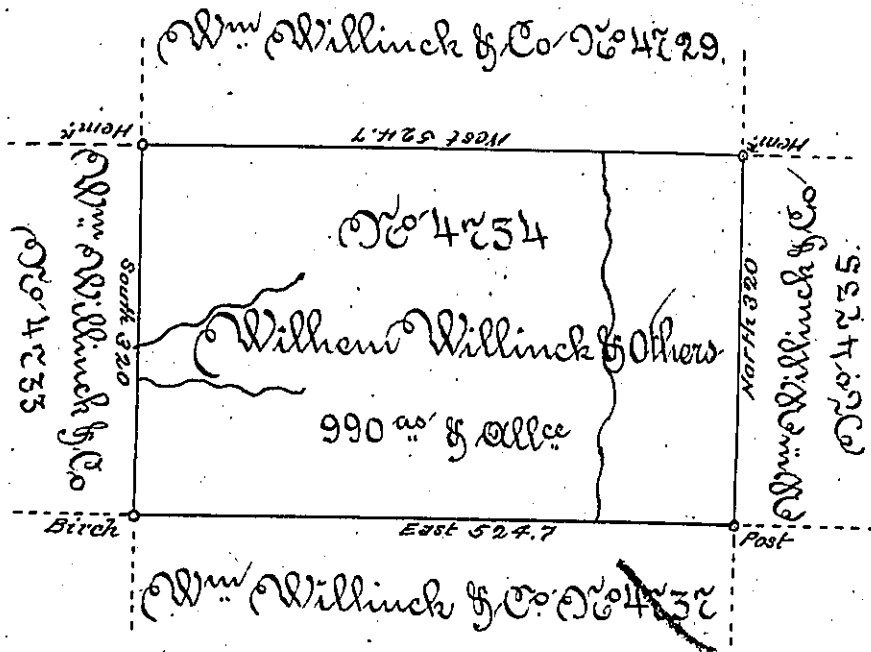 Wm Willinck & Co No 4729.
Hemk.
West 524.7
Hemk.
No 4733
Wm Willinck & Co
South 320
No 4734
Wilhem Willinck & Others
990 as & Allce
North 320
Wm Willinck & Co
No 4735.
Birch
East 524.7
Post
Wm Willinck & Co. No 4737